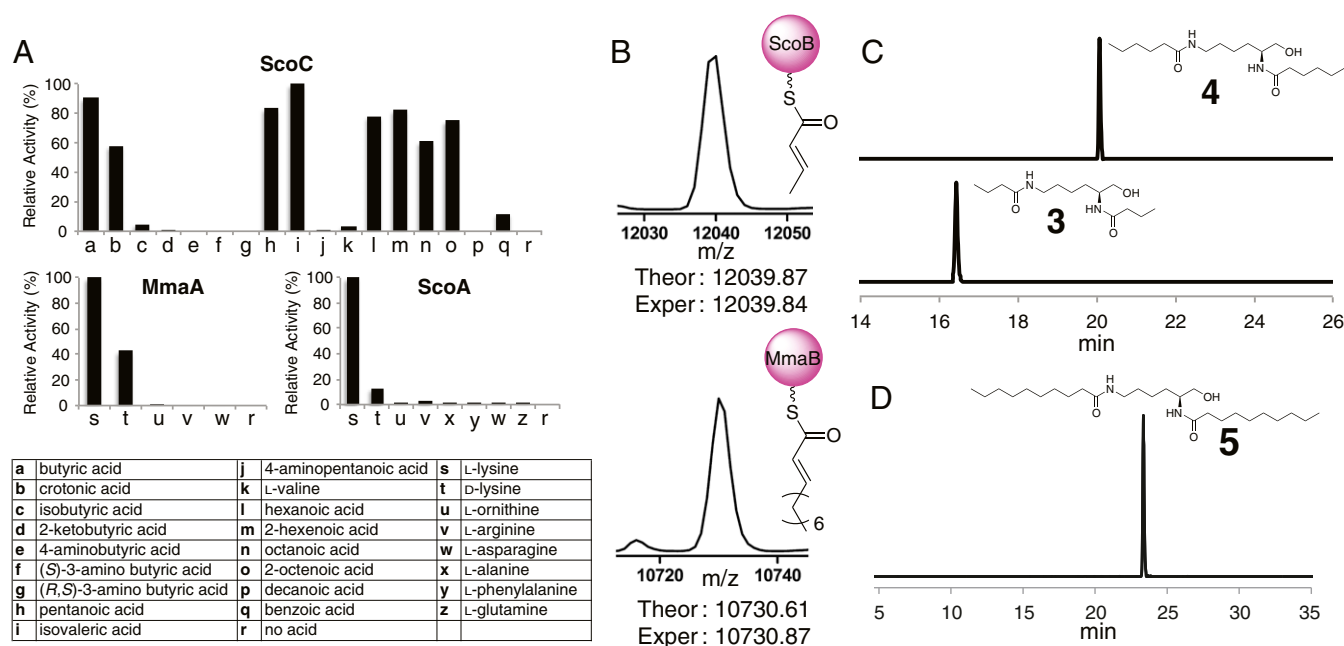 A
ScoC
Relative Activity (%)
100
80
60
40
20
0
a b c d e f g h i j k l m n o p q r
MmaA
Relative Activity (%)
100
80
60
40
20
0
s t u v w r
ScoA
Relative Activity (%)
100
80
60
40
20
0
s t u v x y w z r
a butyric acid j 4-aminopentanoic acid s L-lysine
b crotonic acid k L-valine t D-lysine
c isobutyric acid l hexanoic acid u L-ornithine
d 2-ketobutyric acid m 2-hexenoic acid v L-arginine
e 4-aminobutyric acid n octanoic acid w L-asparagine
f (S)-3-amino butyric acid o 2-octenoic acid x L-alanine
g (R,S)-3-amino butyric acid p decanoic acid y L-phenylalanine
h pentanoic acid q benzoic acid z L-glutamine
i isovaleric acid r no acid
B
ScoB
S
O
12030 12040 12050
m/z
Theor: 12039.87
Exper: 12039.84
MmaB
S
O
6
10720 m/z 10740
Theor: 10730.61
Exper: 10730.87
C
H
N
O
OH
HN
O
4
H
N
O
OH
HN
O
3
14 16 18 20 22 24 26
min
D
H
N
O
OH
HN
O
5
5 10 15 20 25 30 35
min